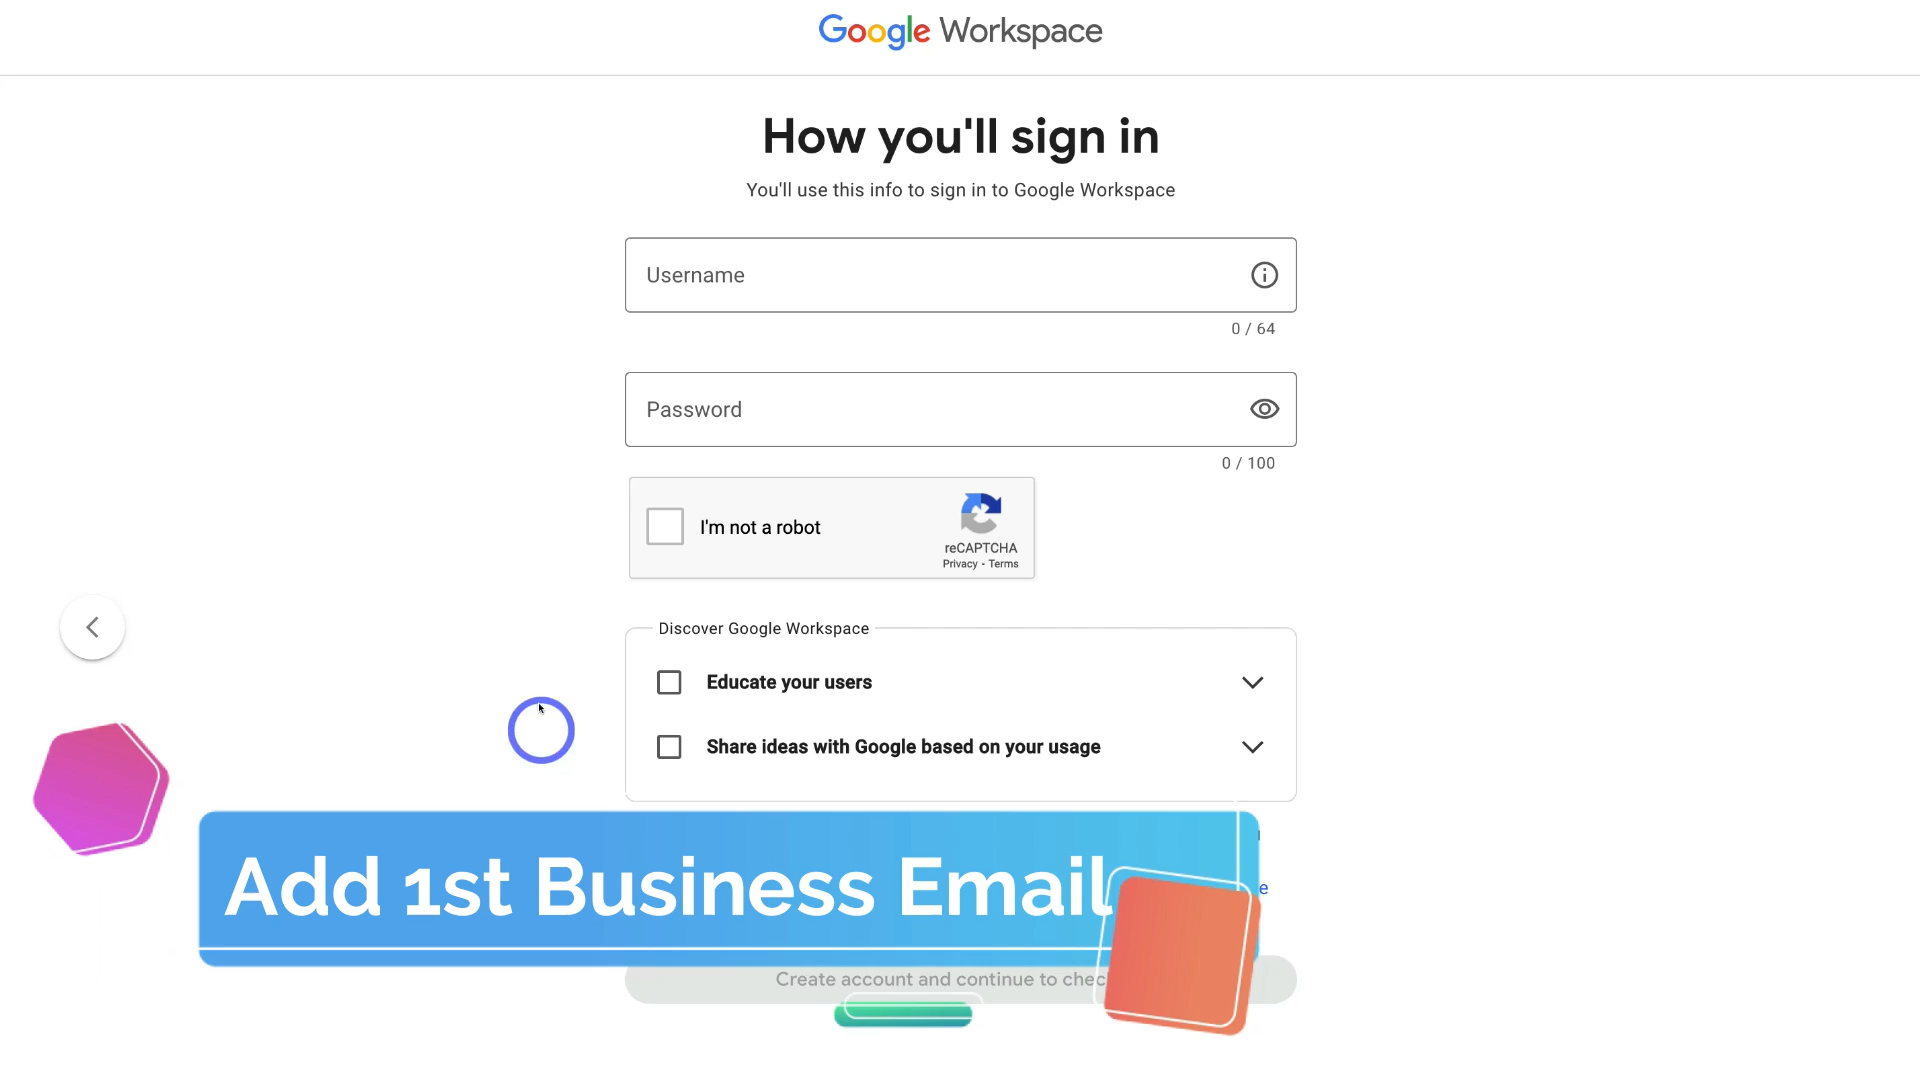 Google Workspace
How you'll sign in
You'll use this info to sign in to Google Workspace
Username
0 / 64
Password
0 / 100
I'm not a robot
reCAPTCHA
Privacy - Terms
Discover Google Workspace
Educate your users
Share ideas with Google based on your usage
Add 1st Business Email
Create account and continue to